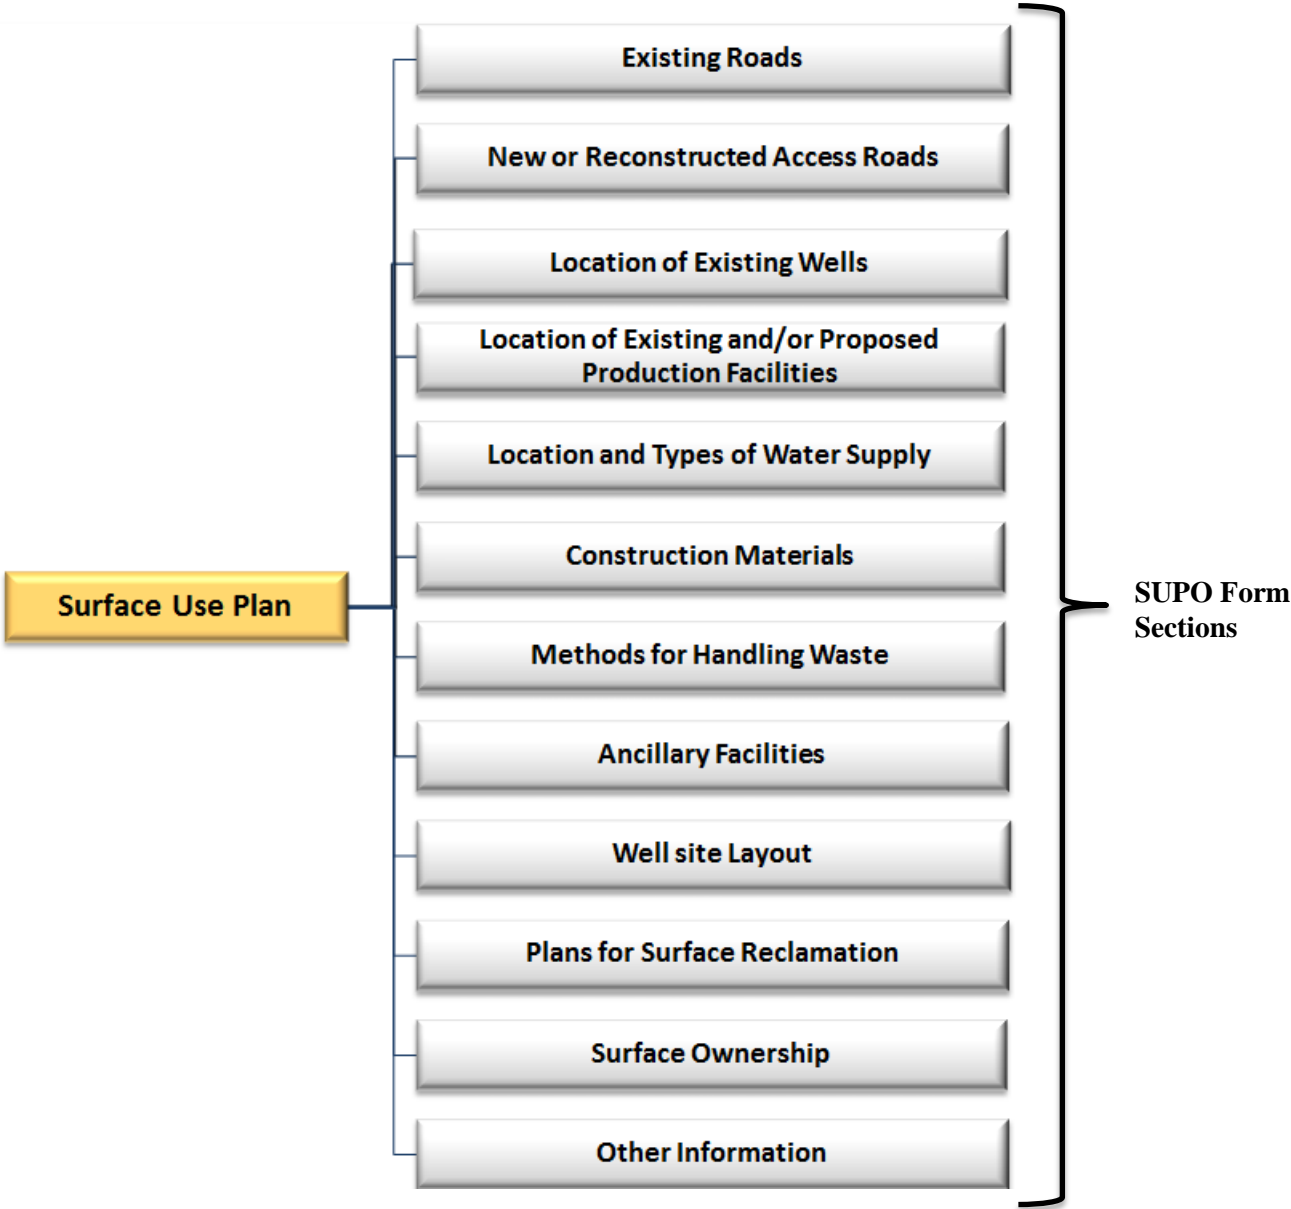 Existing Roads
New or Reconstructed Access Roads
Location of Existing Wells
Location of Existing and/or Proposed
Production Facilities
Location and Types of Water Supply
Construction Materials
Surface Use Plan
Methods for Handling Waste
Ancillary Facilities
Well site Layout
Plans for Surface Reclamation
Surface Ownership
Other Information
SUPO Form
Sections